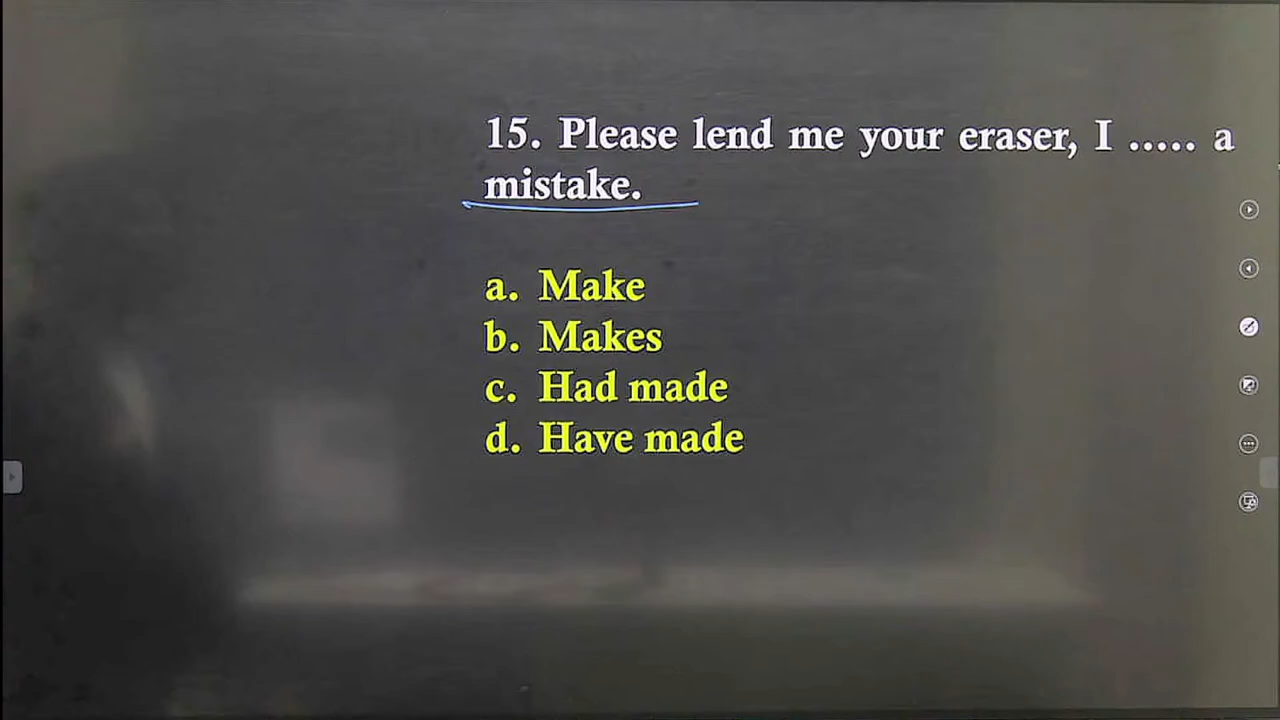 15. Please lend me your eraser, I ..... a
mistake.
a. Make
b. Makes
c. Had made
d. Have made